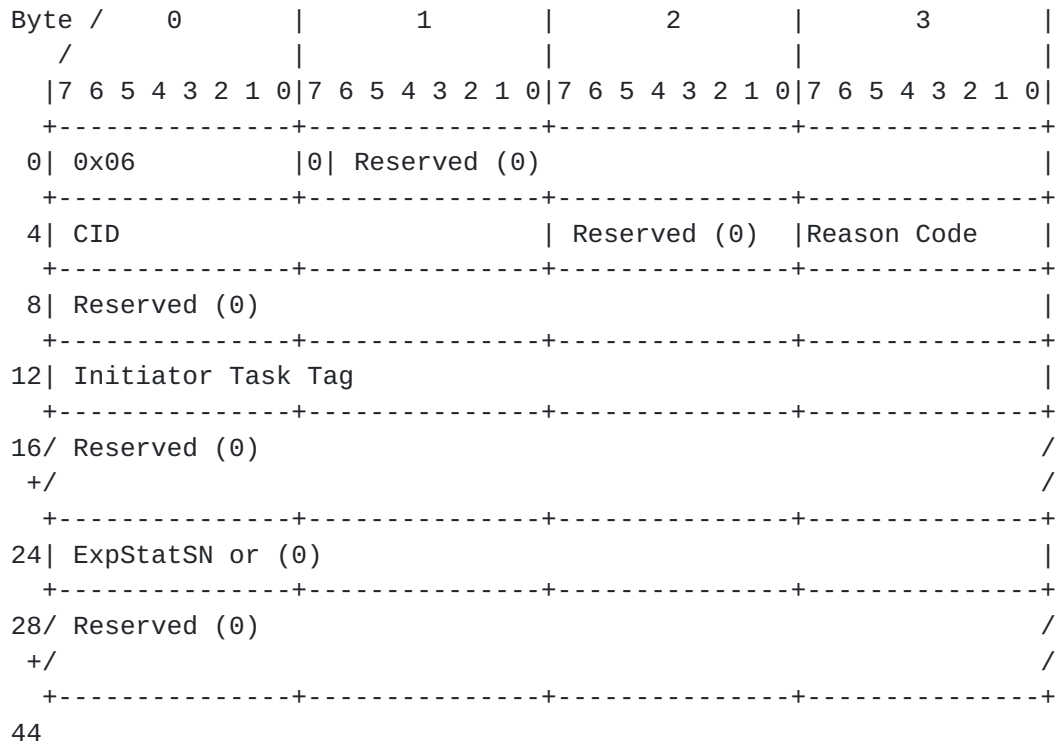 Byte /    0       |       1       |       2       |       3       |
   /              |               |               |               |
  |7 6 5 4 3 2 1 0|7 6 5 4 3 2 1 0|7 6 5 4 3 2 1 0|7 6 5 4 3 2 1 0|
  +---------------+---------------+---------------+---------------+
 0| 0x06          |0| Reserved (0)                                |
  +---------------+---------------+---------------+---------------+
 4| CID                           | Reserved (0)  |Reason Code    |
  +---------------+---------------+---------------+---------------+
 8| Reserved (0)                                                  |
  +---------------+---------------+---------------+---------------+
12| Initiator Task Tag                                            |
  +---------------+---------------+---------------+---------------+
16/ Reserved (0)                                                  /
 +/                                                               /
  +---------------+---------------+---------------+---------------+
24| ExpStatSN or (0)                                              |
  +---------------+---------------+---------------+---------------+
28/ Reserved (0)                                                  /
 +/                                                               /
  +---------------+---------------+---------------+---------------+
44